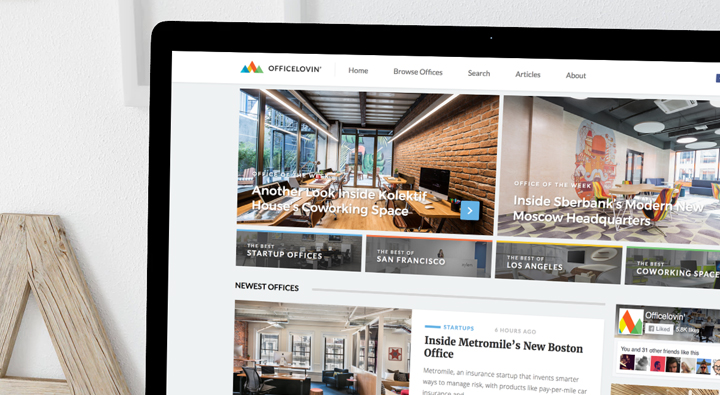 OFFICELOVIN'
Home
Browse Offices
Search
Articles
About
OFFICE OF THE WEEK
Another Look Inside Kolektif
House's Coworking Space
OFFICE OF THE WEEK
Inside Sberbank's Modern New
Moscow Headquarters
THE BEST
STARTUP OFFICES
THE BEST OF
SAN FRANCISCO
THE BEST OF
LOS ANGELES
THE BEST
COWORKING SPACE
NEWEST OFFICES
STARTUPS
6 HOURS AGO
Inside Metromile's New Boston
Office
Metromile, an insurance startup that invents smarter
ways to manage risk, with products like pay-per-mile car
insurance and
Officelovin'
Liked
5.8K likes
You and 31 other friends like this